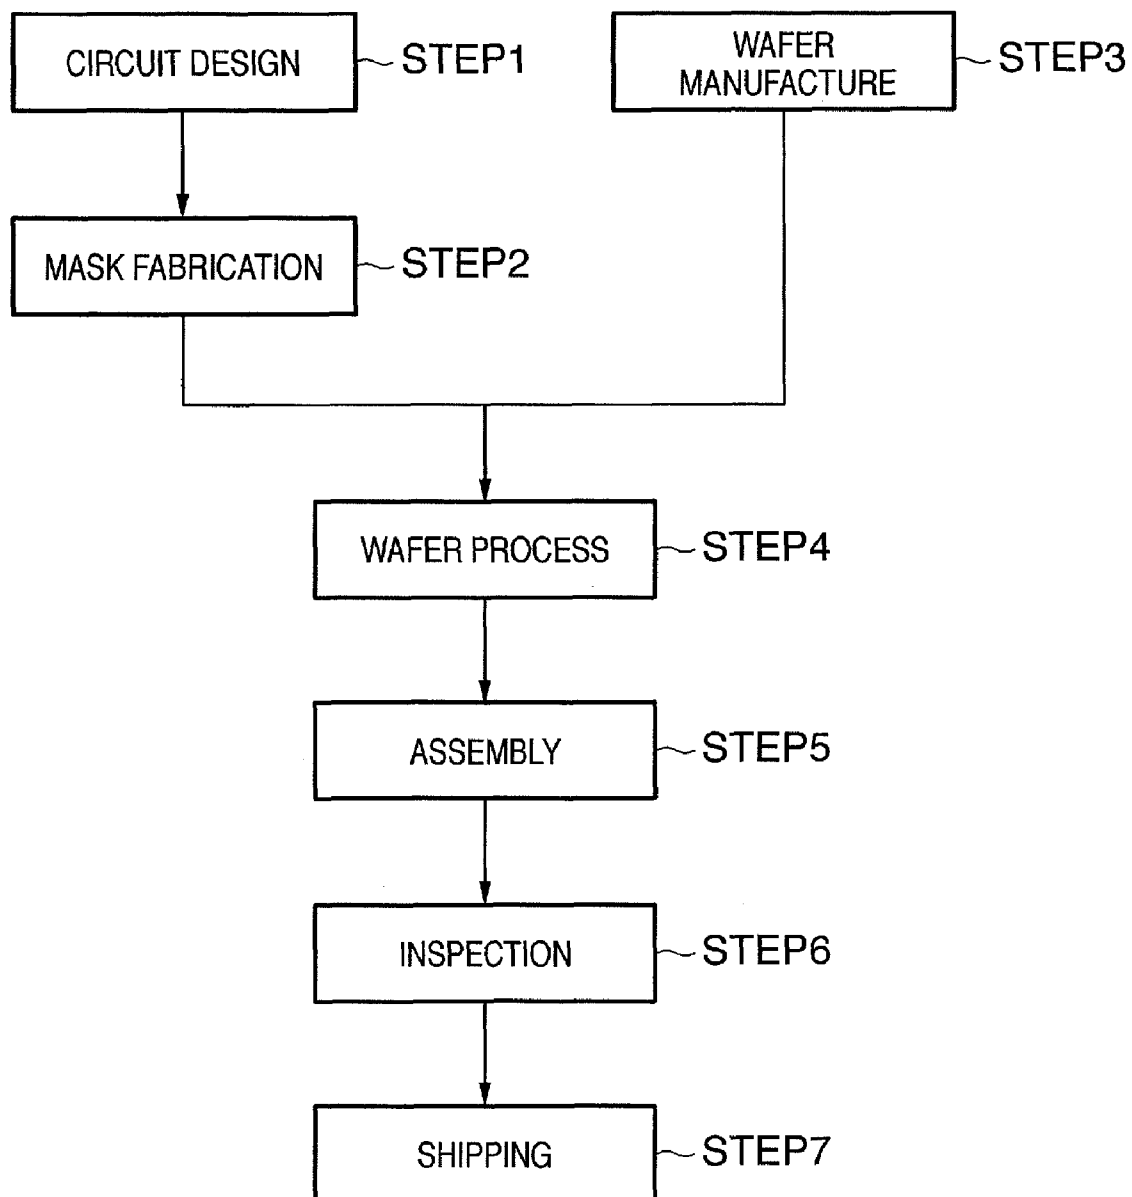 CIRCUIT DESIGN
STEP1
WAFER
MANUFACTURE
STEP3
MASK FABRICATION
STEP2
WAFER PROCESS
STEP4
ASSEMBLY
STEP5
INSPECTION
STEP6
SHIPPING
STEP7